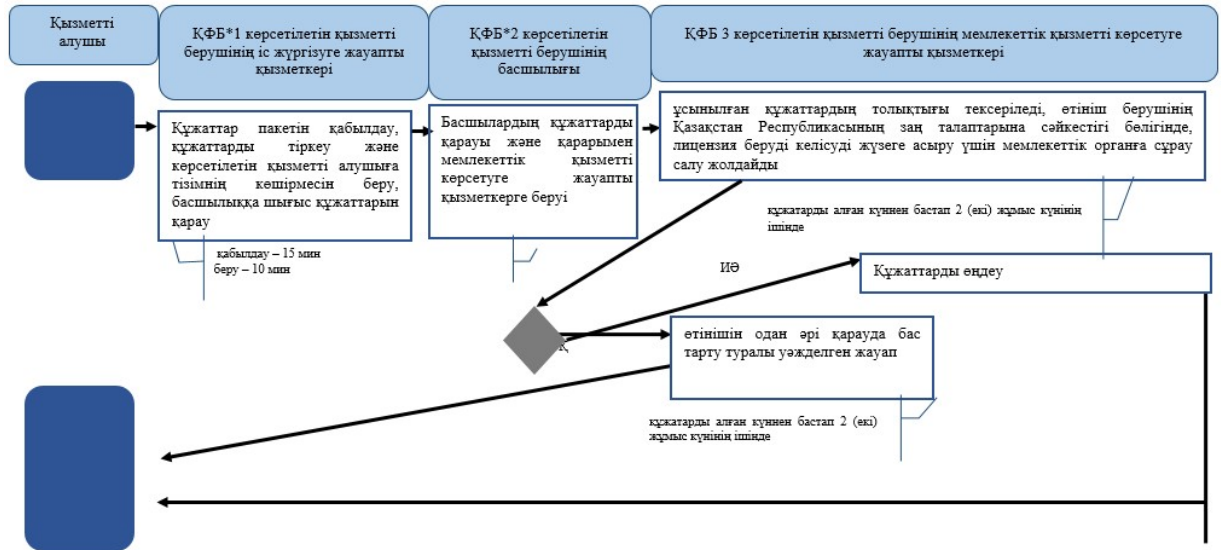 Қызметті
алушы
ҚФБ*1 көрсетілетін қызметті
берушінің іс жүргізуге жауапты
қызметкері
ҚФБ*2 көрсетілетін
қызметті берушінің
басшылығы
ҚФБ 3 көрсетілетін қызметті берушінің мемлекеттік қызметті көрсетуге
жауапты қызметкері
Құжаттар пакетін қабылдау,
құжаттарды тіркеу және
көрсетілетін қызметті алушыға
тізімнің көшірмесін беру,
басшылыққа шығыс құжаттарын
қарау
Басшылардың құжаттарды
қарауы және қарарымен
мемлекеттік қызметті
көрсетуге жауапты
қызметкерге беруі
ұсынылған құжаттардың толықтығы тексеріледі, өтініш берушінің
Қазақстан Республикасының заң талаптарына сәйкестігі бөлігінде,
лицензия беруді келісуді жүзеге асыру үшін мемлекеттік органға сұрау
салу жолдайды
қабылдау – 15 мин
беру – 10 мин
құжатарды алған күннен бастап 2 (екі) жұмыс күнінің
ішінде
ИӘ
Құжаттарды өңдеу
Қ
өтінішін одан әрі қарауда бас
тарту туралы уәжделген жауап
құжатарды алған күннен бастап 2 (екі)
жұмыс күнінің ішінде